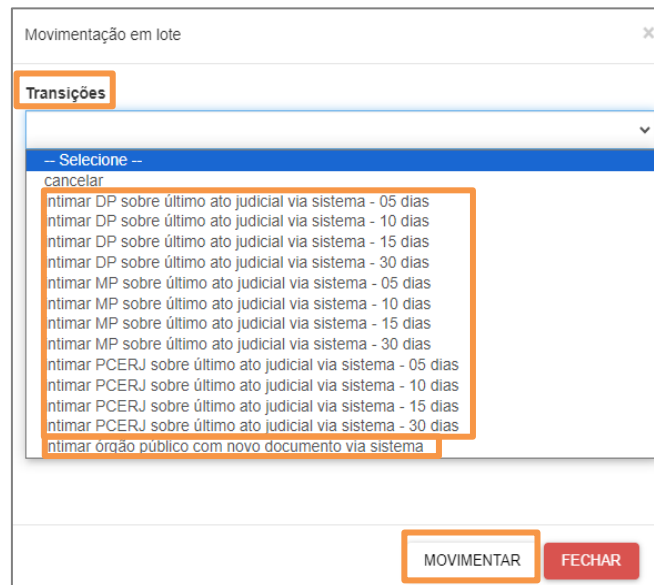 Movimentação em lote ×
Transições
-- Selecione --
cancelar
ntimar DP sobre último ato judicial via sistema - 05 dias
ntimar DP sobre último ato judicial via sistema - 10 dias
ntimar DP sobre último ato judicial via sistema - 15 dias
ntimar DP sobre último ato judicial via sistema - 30 dias
ntimar MP sobre último ato judicial via sistema - 05 dias
ntimar MP sobre último ato judicial via sistema - 10 dias
ntimar MP sobre último ato judicial via sistema - 15 dias
ntimar MP sobre último ato judicial via sistema - 30 dias
ntimar PCERJ sobre último ato judicial via sistema - 05 dias
ntimar PCERJ sobre último ato judicial via sistema - 10 dias
ntimar PCERJ sobre último ato judicial via sistema - 15 dias
ntimar PCERJ sobre último ato judicial via sistema - 30 dias
ntimar órgão público com novo documento via sistema
MOVIMENTAR FECHAR